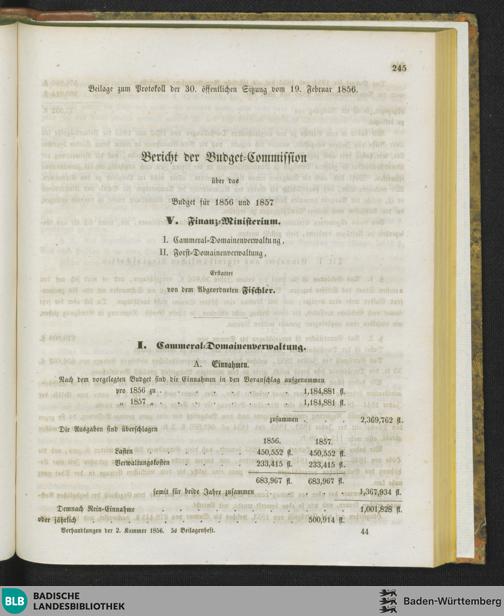 245
Beilage zum Protokoll der 30. öffentlichen Sitzung vom 19. Februar 1856.
Bericht der Budget-Commission
über das
Budget für 1856 und 1857
V. Finanz-Ministerium.
I. Cammeral-Domainenverwaltung,
II. Forst-Domainenverwaltung,
Erstattet
von dem Abgeordneten Fischler.
I. Cammeral-Domainenverwaltung.
A. Einnahmen.
Nach dem vorgelegten Budget sind die Einnahmen in den Voranschlag aufgenommen
pro 1856 zu . . . . . . . . . 1,184,881 fl.
„ 1857 „ . . . . . . . . . 1,184,881 fl.
zusammen . . . . 2,369,762 fl.
Die Ausgaben sind überschlagen
1856. 1857.
Lasten . . . . . . 450,552 fl. 450,552 fl.
Verwaltungskosten . . . . . 233,415 fl. 233,415 fl.
683,967 fl. 683,967 fl.
somit für beide Jahre zusammen . . . . . . . 1,367,934 fl.
Demnach Rein-Einnahme . . . . . . . . . 1,001,828 fl.
oder jährlich . . . . . . . . . 500,914 fl.
Verhandlungen der 2. Kammer 1856. 5s Beilagenheft. 44
BLB BADISCHE
LANDESBIBLIOTHEK
Baden-Württemberg